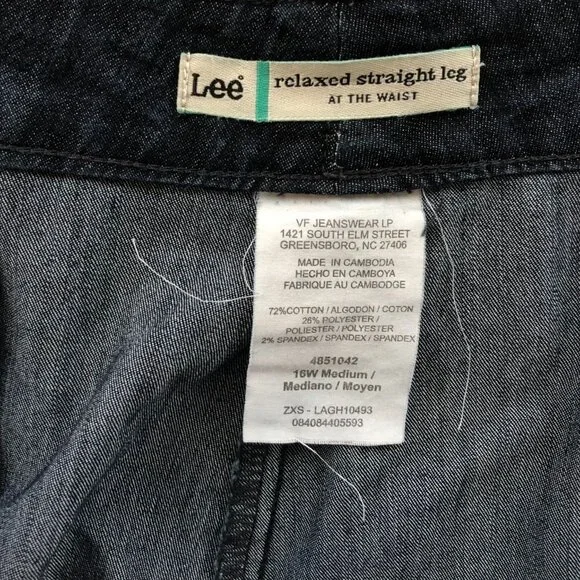 Lee®
relaxed straight leg
AT THE WAIST
VF JEANSWEAR LP
1421 SOUTH ELM STREET
GREENSBORO, NC 27406
MADE IN CAMBODIA
HECHO EN CAMBOYA
FABRIQUE AU CAMBODGE
72%COTTON / ALGODON / COTON
26% POLYESTER /
POLIESTER / POLYESTER
2% SPANDEX / SPANDEX / SPANDEX
4851042
16W Medium /
Mediano / Moyen
ZXS - LAGH10493
084084405593